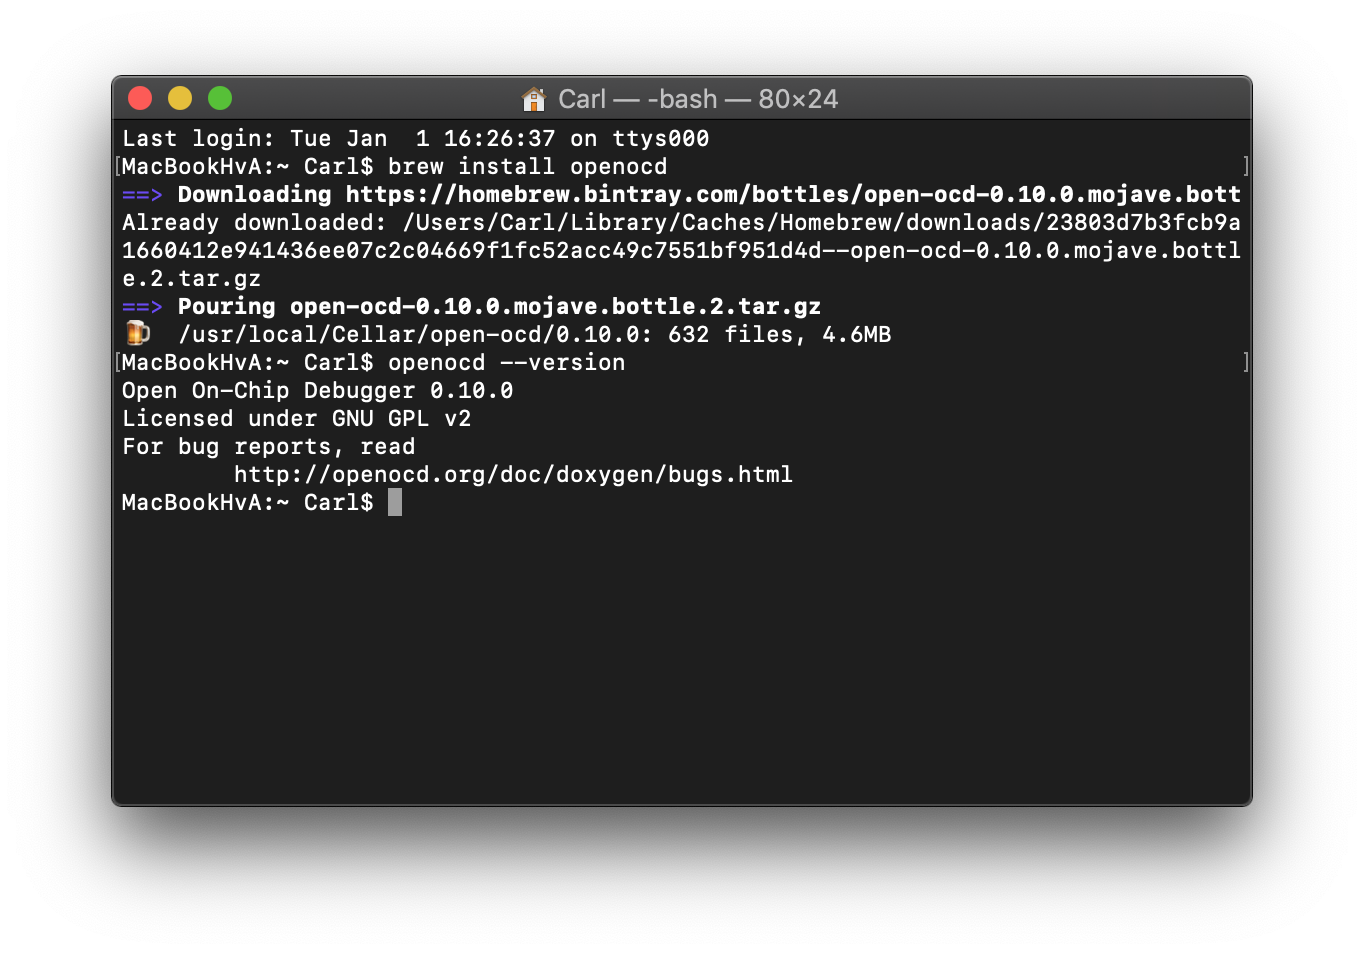 Carl — -bash — 80×24
Last login: Tue Jan  1 16:26:37 on ttys000
[MacBookHvA:~ Carl$ brew install openocd ]
==> Downloading https://homebrew.bintray.com/bottles/open-ocd-0.10.0.mojave.bott
Already downloaded: /Users/Carl/Library/Caches/Homebrew/downloads/23803d7b3fcb9a
1660412e941436ee07c2c04669f1fc52acc49c7551bf951d4d--open-ocd-0.10.0.mojave.bottl
e.2.tar.gz
==> Pouring open-ocd-0.10.0.mojave.bottle.2.tar.gz
🍺  /usr/local/Cellar/open-ocd/0.10.0: 632 files, 4.6MB
[MacBookHvA:~ Carl$ openocd --version ]
Open On-Chip Debugger 0.10.0
Licensed under GNU GPL v2
For bug reports, read
        http://openocd.org/doc/doxygen/bugs.html
MacBookHvA:~ Carl$